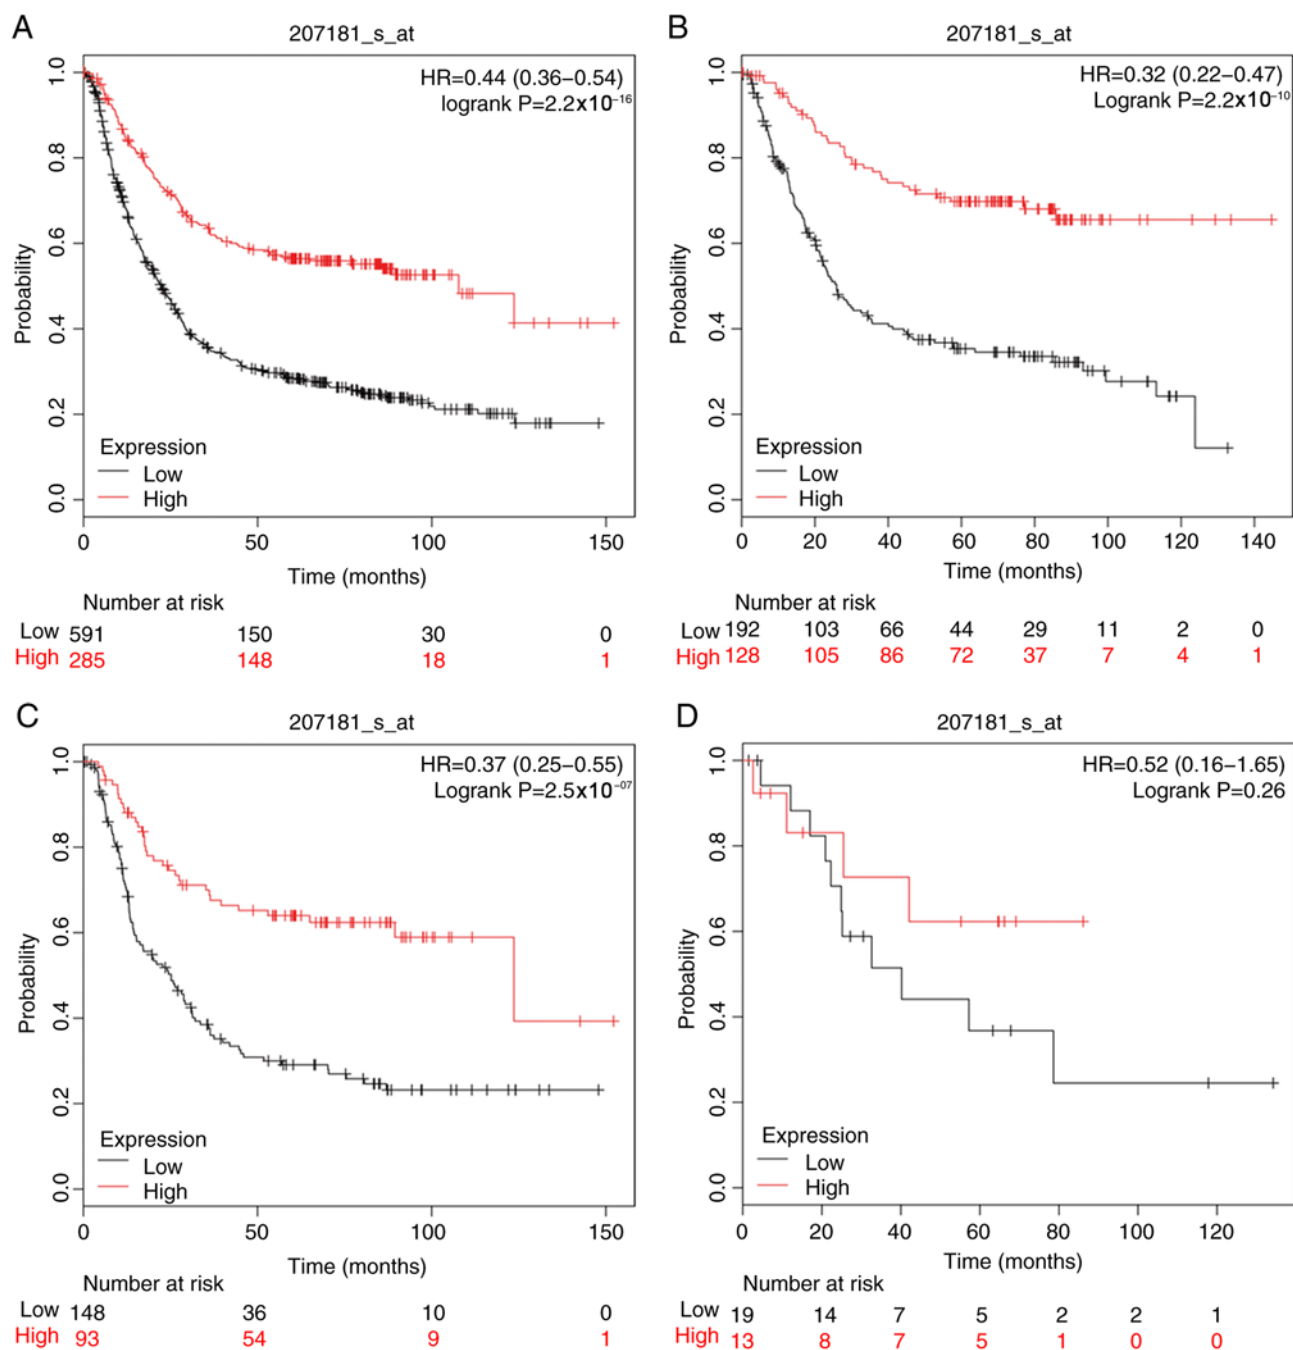 A
207181_s_at
HR=0.44 (0.36–0.54)
logrank P=2.2x10⁻¹⁶
Probability
1.0
0.8
0.6
0.4
0.2
0.0
Expression
Low
High
0 50 100 150
Time (months)
Number at risk
Low 591 150 30 0
High 285 148 18 1
B
207181_s_at
HR=0.32 (0.22–0.47)
Logrank P=2.2x10⁻¹⁰
Probability
1.0
0.8
0.6
0.4
0.2
0.0
Expression
Low
High
0 20 40 60 80 100 120 140
Time (months)
Number at risk
Low 192 103 66 44 29 11 2 0
High 128 105 86 72 37 7 4 1
C
207181_s_at
HR=0.37 (0.25–0.55)
Logrank P=2.5x10⁻⁰⁷
Probability
1.0
0.8
0.6
0.4
0.2
0.0
Expression
Low
High
0 50 100 150
Time (months)
Number at risk
Low 148 36 10 0
High 93 54 9 1
D
207181_s_at
HR=0.52 (0.16–1.65)
Logrank P=0.26
Probability
1.0
0.8
0.6
0.4
0.2
0.0
Expression
Low
High
0 20 40 60 80 100 120
Time (months)
Number at risk
Low 19 14 7 5 2 2 1
High 13 8 7 5 1 0 0